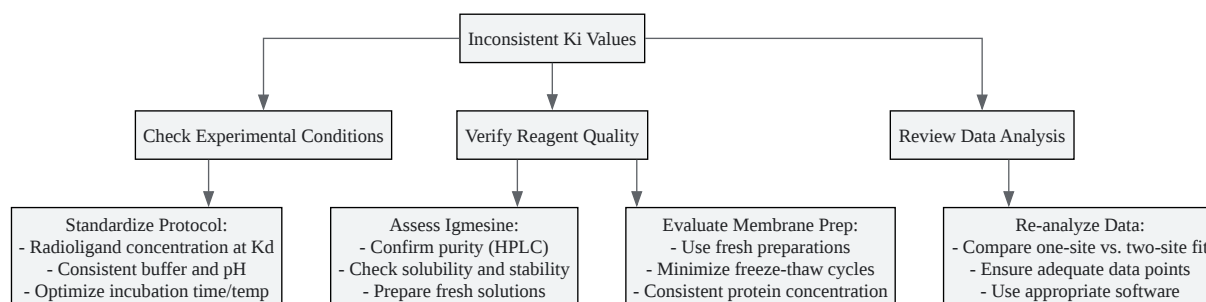 Inconsistent Ki Values
Check Experimental Conditions
Verify Reagent Quality
Review Data Analysis
Standardize Protocol:
- Radioligand concentration at Kd
- Consistent buffer and pH
- Optimize incubation time/temp
Assess Igmesine:
- Confirm purity (HPLC)
- Check solubility and stability
- Prepare fresh solutions
Evaluate Membrane Prep:
- Use fresh preparations
- Minimize freeze-thaw cycles
- Consistent protein concentration
Re-analyze Data:
- Compare one-site vs. two-site fit
- Ensure adequate data points
- Use appropriate software